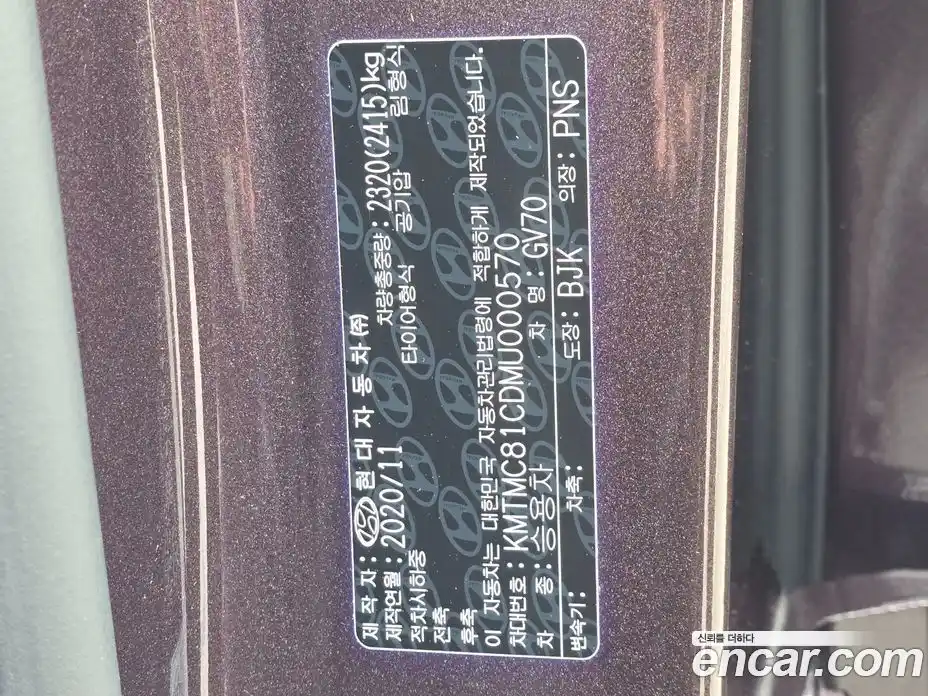 제 작 자 : 현 대 자 동 차 (주)
제작연월 : 2020/11 차량총중량 : 2320(2415)kg
적차시하중 타이어형식 공기압 림형식
전축
후축
이 자동차는 대한민국 자동차관리법령에 적합하게 제작되었습니다.
차대번호 : KMTMC81CDMU000570
차 종 : 승용차 차 명 : GV70
변속기: 차축: 도장: BJK 의장: PNS
신뢰를 더하다
encar.com